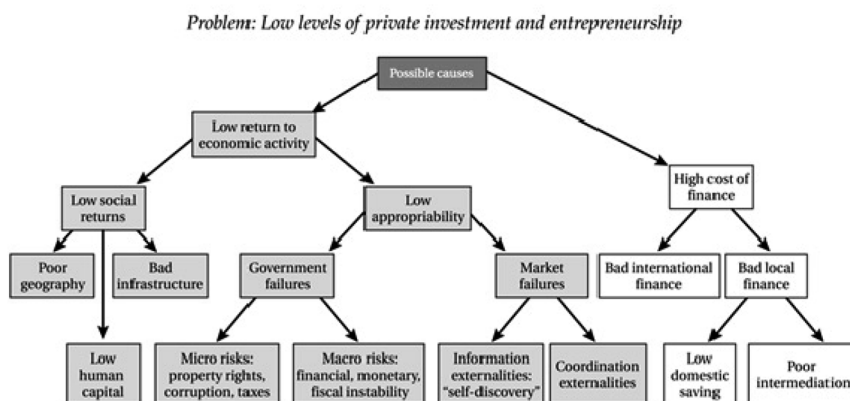 Problem: Low levels of private investment and entrepreneurship
Possible causes
Low return to
economic activity
High cost of
finance
Low social
returns
Low
appropriability
Poor
geography
Bad
infrastructure
Government
failures
Market
failures
Bad international
finance
Bad local
finance
Low
human
capital
Micro risks:
property rights,
corruption, taxes
Macro risks:
financial, monetary,
fiscal instability
Information
externalities:
"self-discovery"
Coordination
externalities
Low
domestic
saving
Poor
intermediation